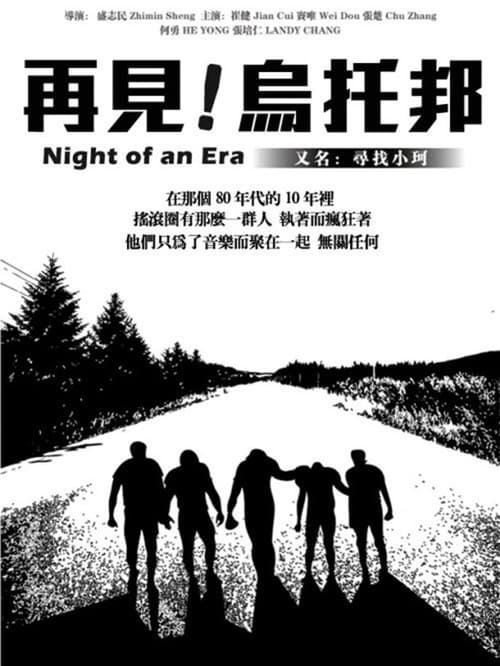 導演: 盛志民 Zhimin Sheng 主演: 崔健 Jian Cui 竇唯 Wei Dou 張楚 Chu Zhang
何勇 HE YONG 張培仁 LANDY CHANG
再見!烏托邦
Night of an Era 又名: 尋找小珂
在那個 80 年代的 10 年裡
搖滾圈有那麼一群人 執著而瘋狂著
他們只為了音樂而聚在一起 無關任何